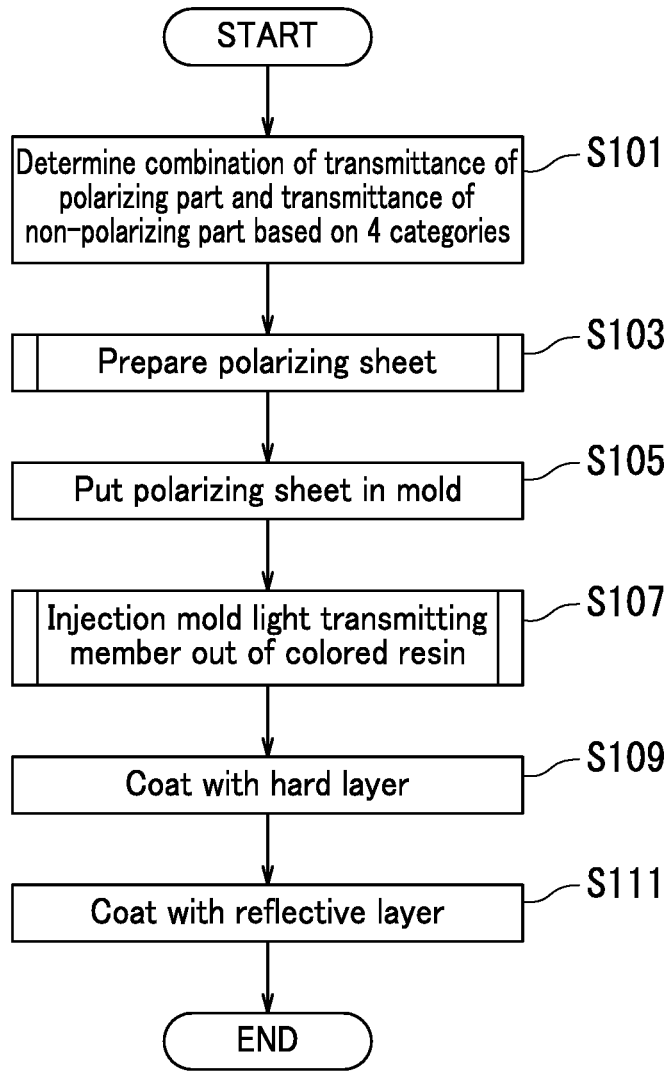 START
Determine combination of transmittance of
polarizing part and transmittance of
non-polarizing part based on 4 categories
S101
Prepare polarizing sheet
S103
Put polarizing sheet in mold
S105
Injection mold light transmitting
member out of colored resin
S107
Coat with hard layer
S109
Coat with reflective layer
S111
END